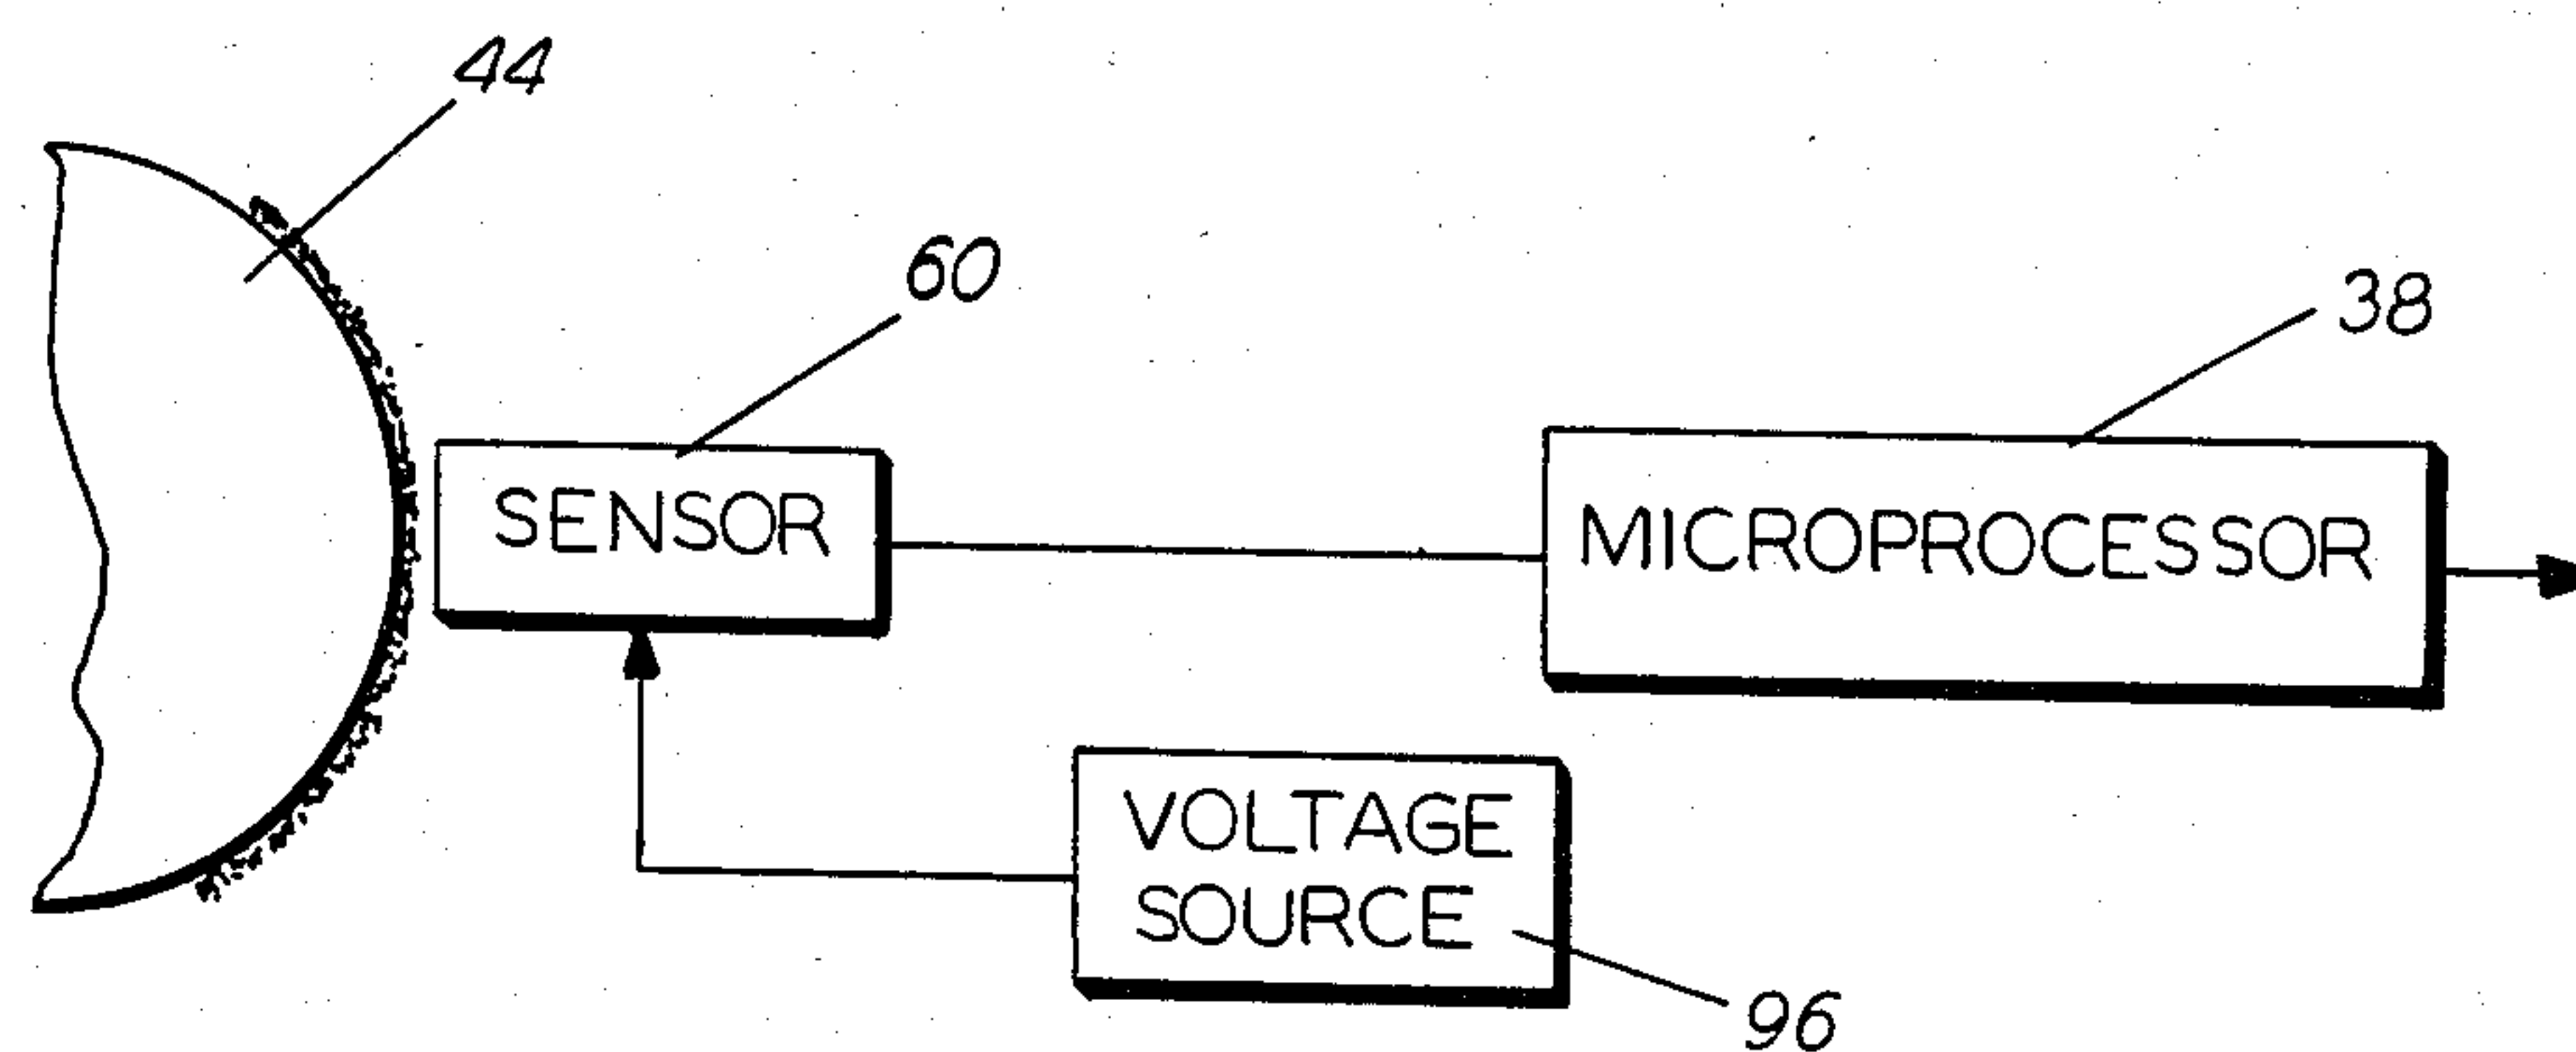 44
60
38
SENSOR
MICROPROCESSOR
VOLTAGE
SOURCE
96